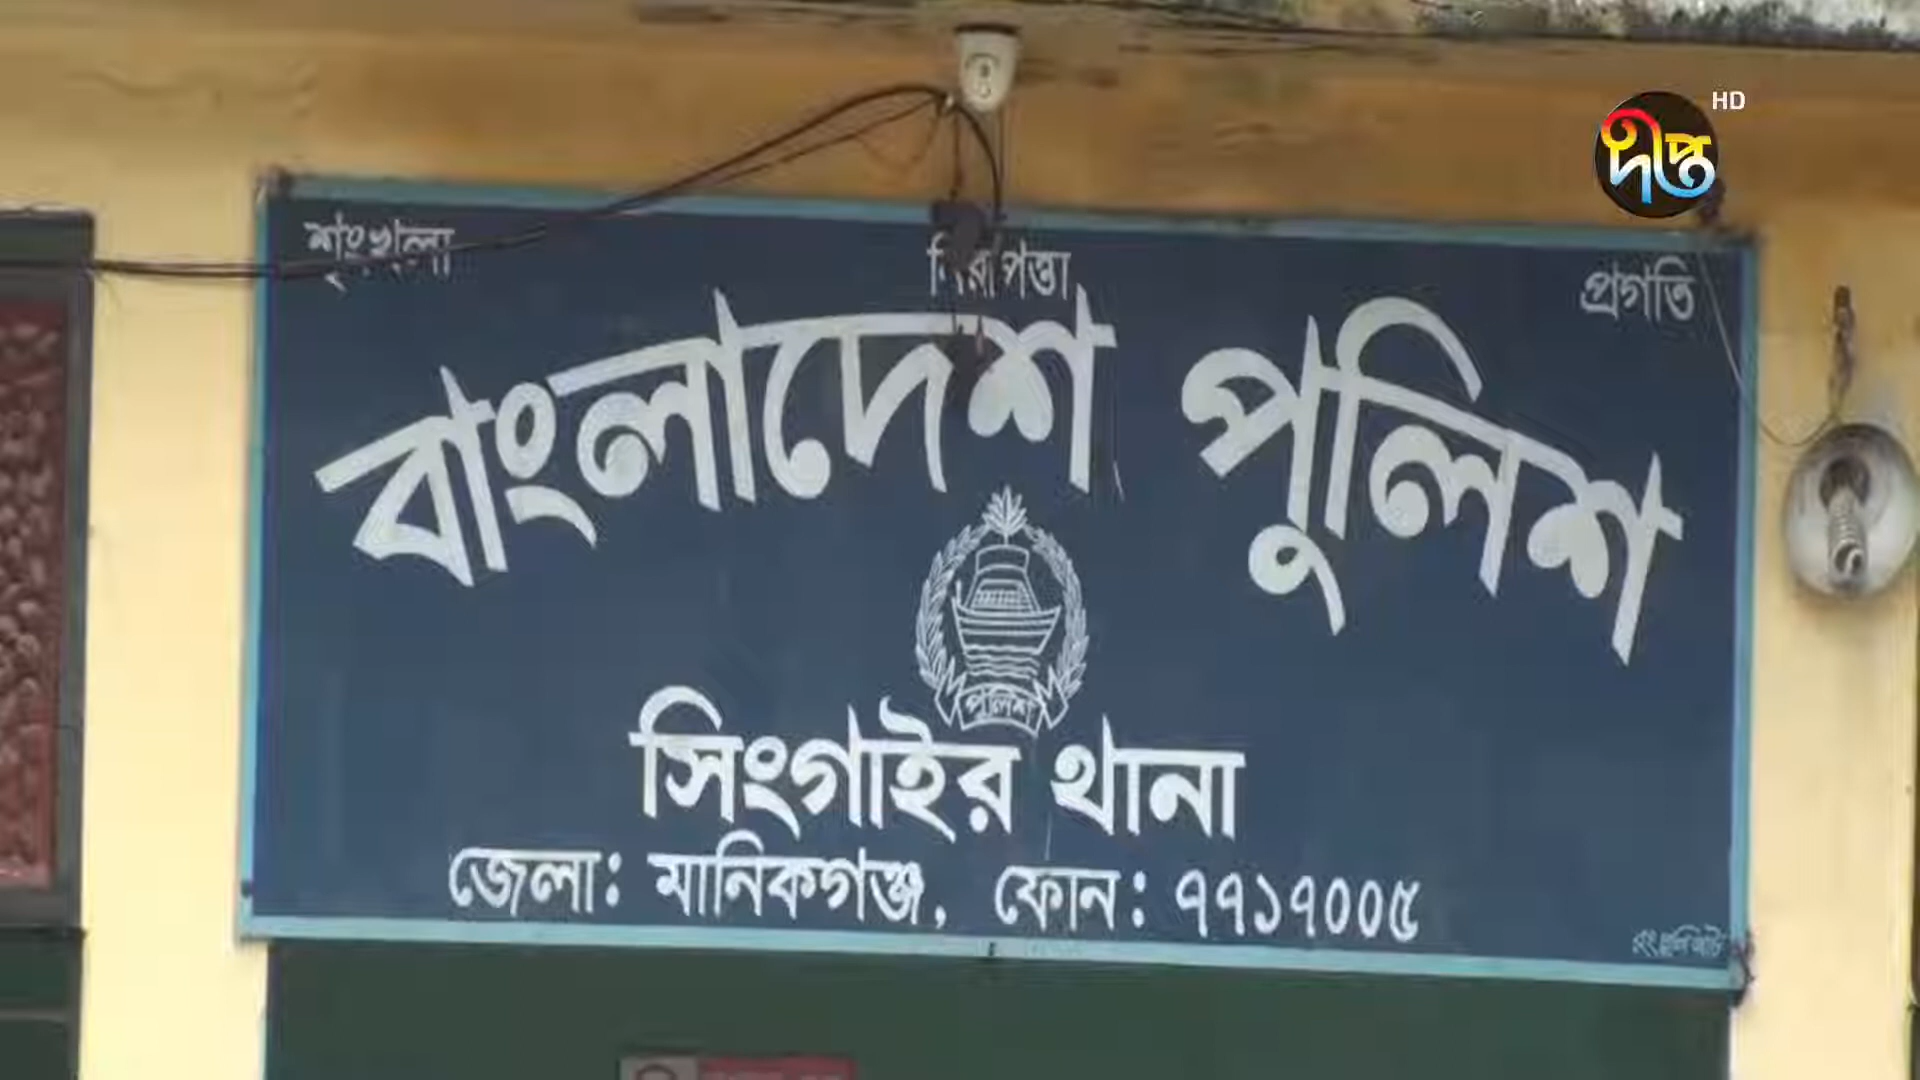 HD
দীপ্ত
শৃংখলা নিরাপত্তা প্রগতি
বাংলাদেশ পুলিশ
পুলিশ
সিংগাইর থানা
জেলা: মানিকগঞ্জ, ফোন: ৭৭১৭০০৫